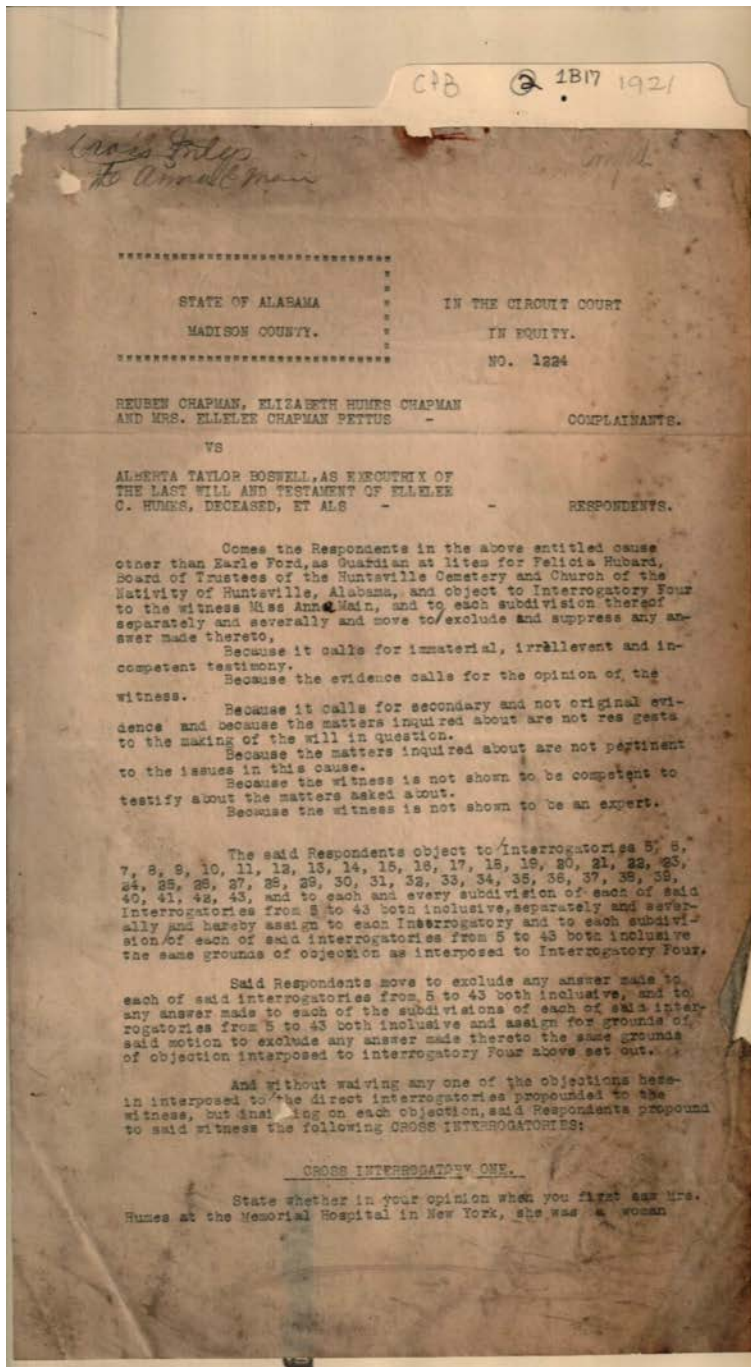 CPB 2 1B17 1921
Cross
to Anna E Main
********************************
STATE OF ALABAMA
MADISON COUNTY.
********************************
IN THE CIRCUIT COURT
IN EQUITY.
NO. 1224
REUBEN CHAPMAN, ELIZABETH HUMES CHAPMAN
AND MRS. ELLELEE CHAPMAN PETTUS - COMPLAINANTS.
VS
ALBERTA TAYLOR BOSWELL,AS EXECUTRIX OF
THE LAST WILL AND TESTAMENT OF ELLELEE
C. HUMES, DECEASED, ET ALS - - RESPONDENTS.
Comes the Respondents in the above entitled cause
other than Earle Ford,as Guardian at litem for Felicia Hubard,
Board of Trustees of the Huntsville Cemetery and Church of the
Nativity of Huntsville, Alabama, and object to Interrogatory Four
to the witness Miss Anna Main, and to each subdivision thereof
separately and severally and move to/exclude and suppress any an-
swer made thereto,
Because it calls for immaterial, irrellevent and in-
competent testimony.
Because the evidence calls for the opinion of the
witness.
Because it calls for secondary and not original evi-
dence and because the matters inquired about are not res gesta
to the making of the will in question.
Because the matters inquired about are not pertinent
to the issues in this cause.
Because the witness is not shown to be competent to
testify about the matters asked about.
Because the witness is not shown to be an expert.
The said Respondents object to/Interrogatories 5, 6,
7, 8, 9, 10, 11, 12, 13, 14, 15, 16, 17, 18, 19, 20, 21, 22, 23,
24, 25, 26, 27, 28, 29, 30, 31, 32, 33, 34, 35, 36, 37, 38, 39,
40, 41, 42, 43, and to each and every subdivision of each of said
Interrogatories from 5 to 43 both inclusive,separately and sever-
ally and hereby assign to each Interrogatory and to each subdivi-
sion/of each of said interrogatories from 5 to 43 both inclusive
the same grounds of objection as interposed to Interrogatory Four.
Said Respondents move to exclude any answer made to
each of said interrogatories from 5 to 43 both inclusive, and to
any answer made to each of the subdivisions of each of said inter-
rogatories from 5 to 43 both inclusive and assign for grounds of
said motion to exclude any answer made thereto the same grounds
of objection interposed to interrogatory Four above set out.
And without waiving any one of the objections here-
in interposed to/the direct interrogatories propounded to the
witness, but insi ing on each objection,said Respondents propound
to said witness the following CROSS INTERROGATORIES:
CROSS INTERROGATORY ONE.
State whether in your opinion when you first saw Mrs.
Humes at the Memorial Hospital in New York, she was a woman